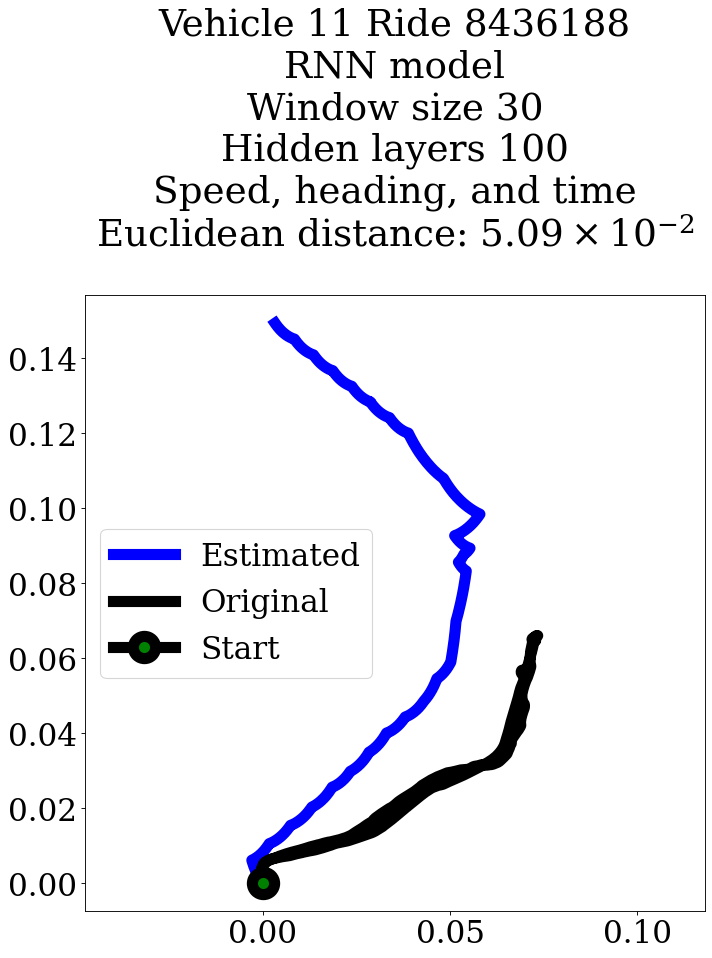 Vehicle 11 Ride 8436188
RNN model
Window size 30
Hidden layers 100
Speed, heading, and time
Euclidean distance: 5.09 × 10⁻²
0.14
0.12
0.10
0.08
0.06
0.04
0.02
0.00
Estimated
Original
Start
0.00 0.05 0.10